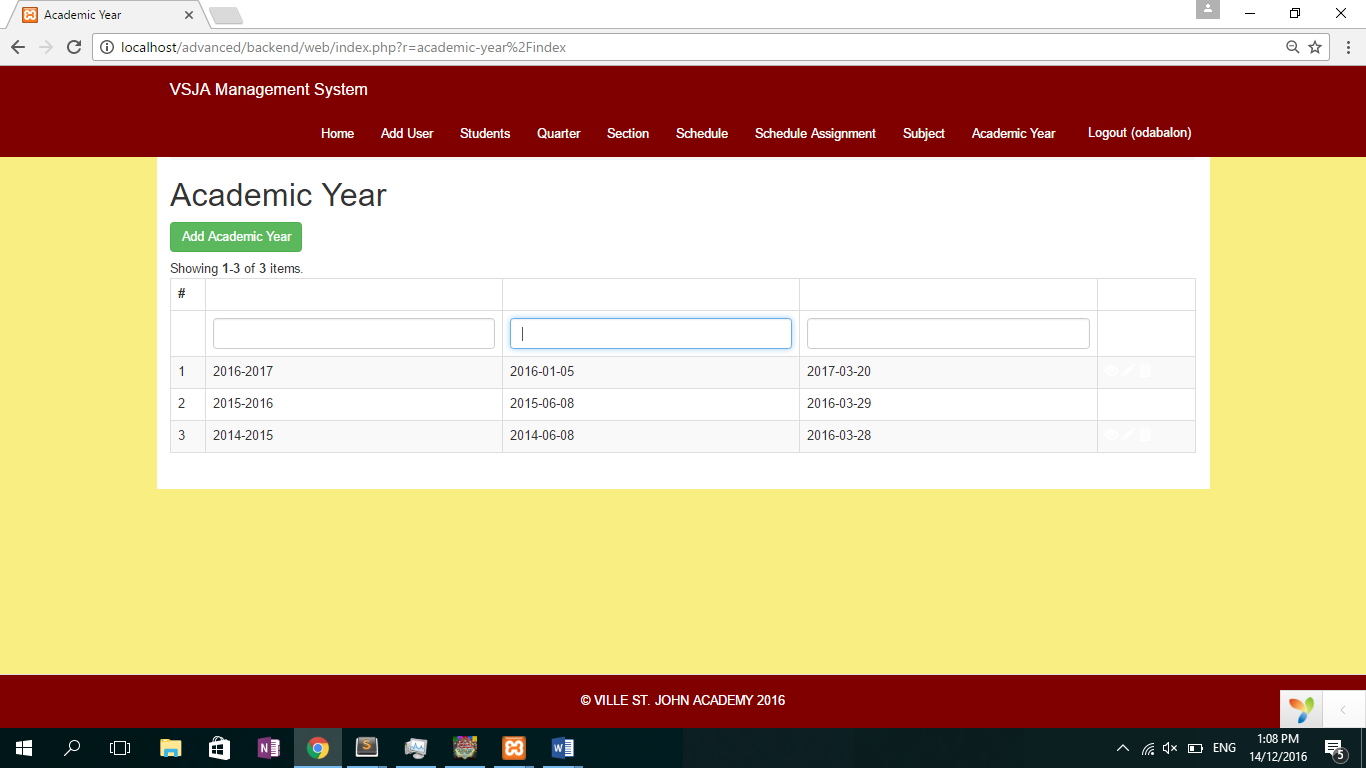 Academic Year
localhost/advanced/backend/web/index.php?r=academic-year%2Findex
VSJA Management System
Home Add User Students Quarter Section Schedule Schedule Assignment Subject Academic Year Logout (odabalon)
Academic Year
Add Academic Year
Showing 1-3 of 3 items.
#
1 2016-2017 2016-01-05 2017-03-20
2 2015-2016 2015-06-08 2016-03-29
3 2014-2015 2014-06-08 2016-03-28
© VILLE ST. JOHN ACADEMY 2016
ENG
1:08 PM
14/12/2016
5